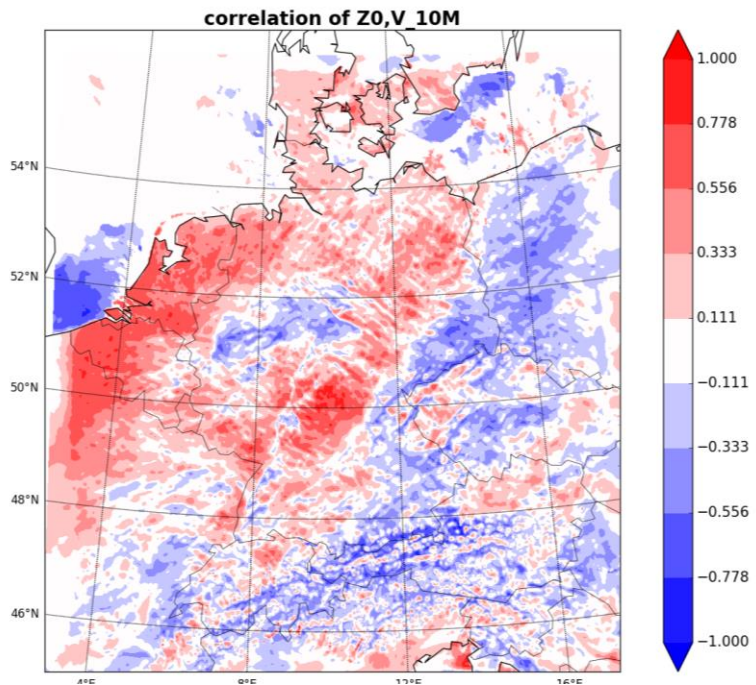 correlation of Z0,V_10M
54°N
52°N
50°N
48°N
46°N
4°E
8°E
12°E
16°E
1.000
0.778
0.556
0.333
0.111
−0.111
−0.333
−0.556
−0.778
−1.000